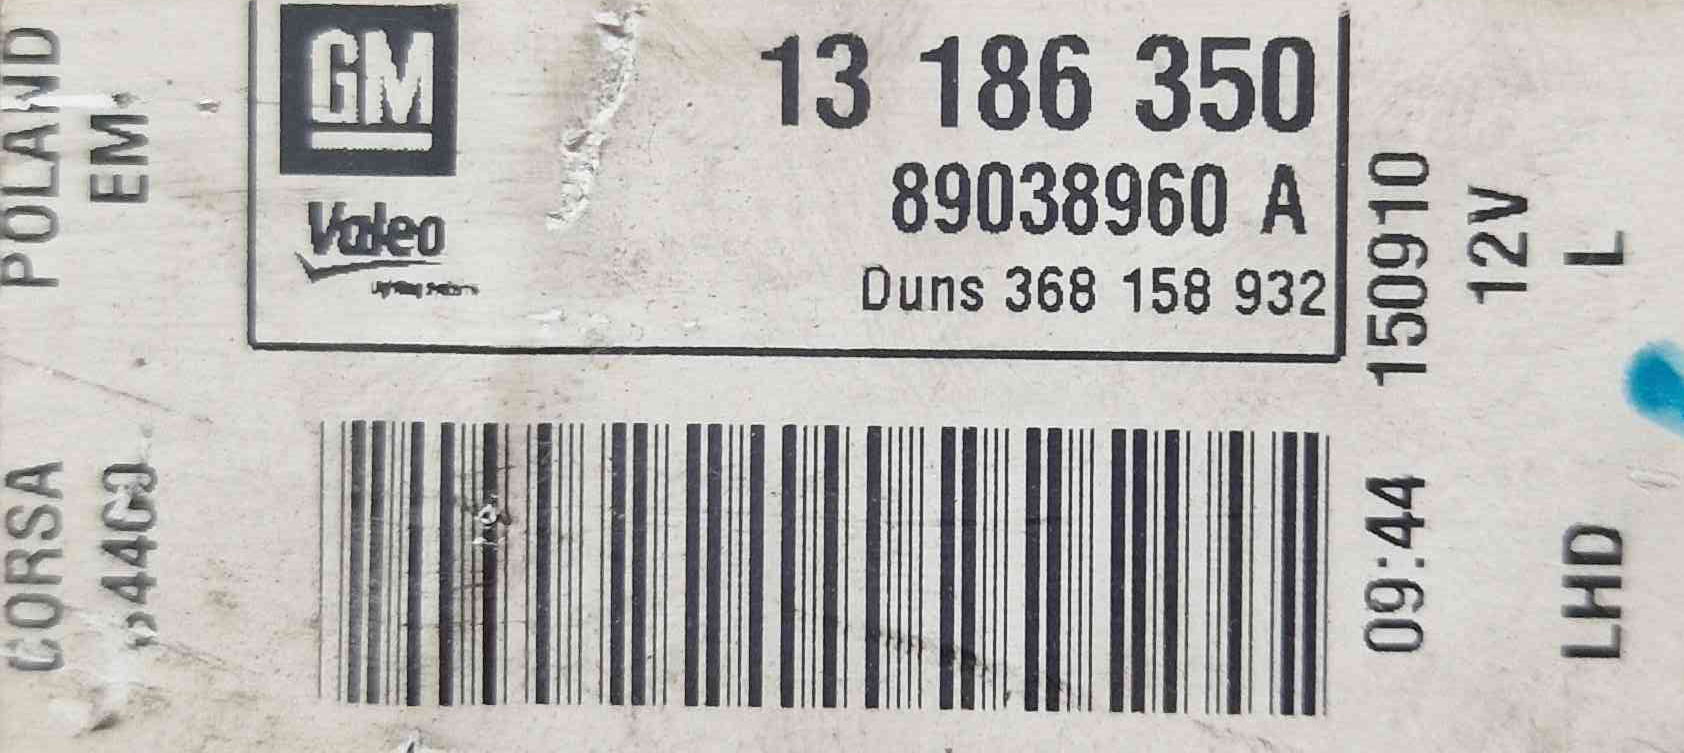 GM
13 186 350
Valeo
89038960 A
Duns 368 158 932
POLAND
EM
CORSA
150910
09:44
12V
L
LHD